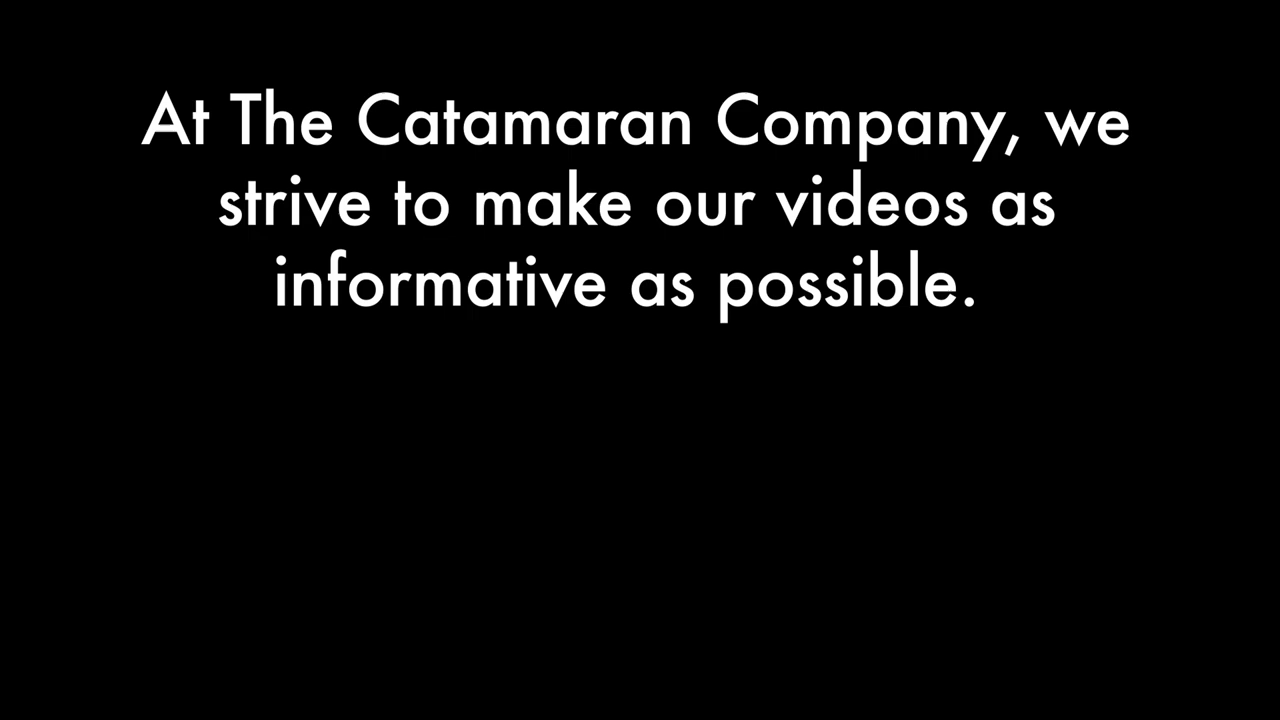 At The Catamaran Company, we
strive to make our videos as
informative as possible.